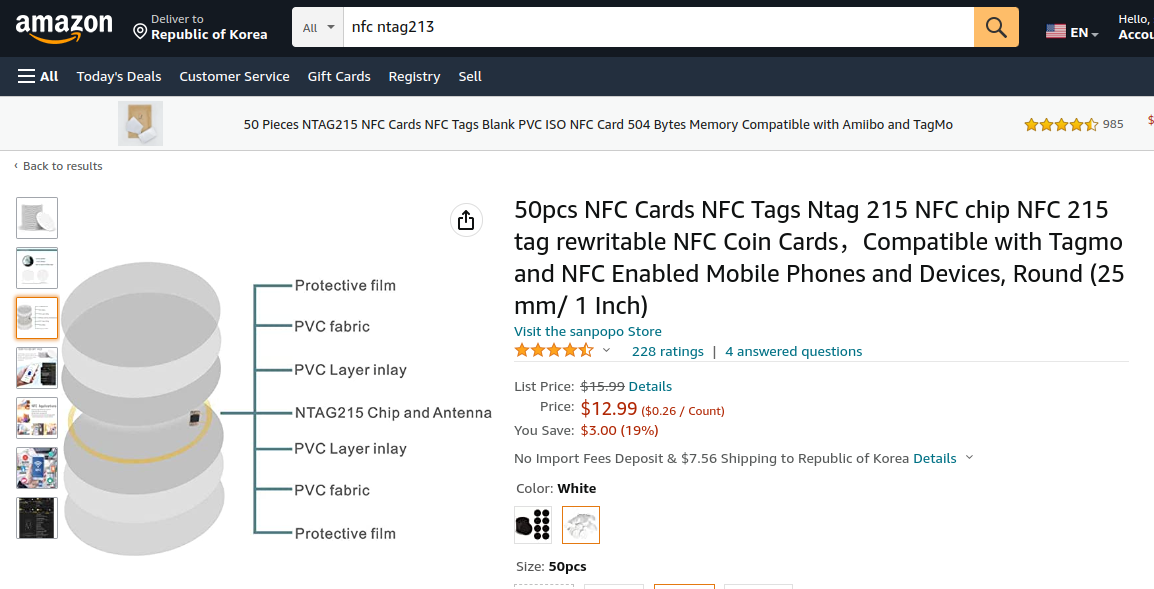 amazon
Deliver to
Republic of Korea
All
nfc ntag213
EN
Hello,
Accou
All
Today's Deals
Customer Service
Gift Cards
Registry
Sell
50 Pieces NTAG215 NFC Cards NFC Tags Blank PVC ISO NFC Card 504 Bytes Memory Compatible with Amiibo and TagMo
985
$
‹ Back to results
Protective film
PVC fabric
PVC Layer inlay
NTAG215 Chip and Antenna
PVC Layer inlay
PVC fabric
Protective film
50pcs NFC Cards NFC Tags Ntag 215 NFC chip NFC 215
tag rewritable NFC Coin Cards，Compatible with Tagmo
and NFC Enabled Mobile Phones and Devices, Round (25
mm/ 1 Inch)
Visit the sanpopo Store
228 ratings | 4 answered questions
List Price: $15.99 Details
Price: $12.99 ($0.26 / Count)
You Save: $3.00 (19%)
No Import Fees Deposit & $7.56 Shipping to Republic of Korea Details
Color: White
Size: 50pcs